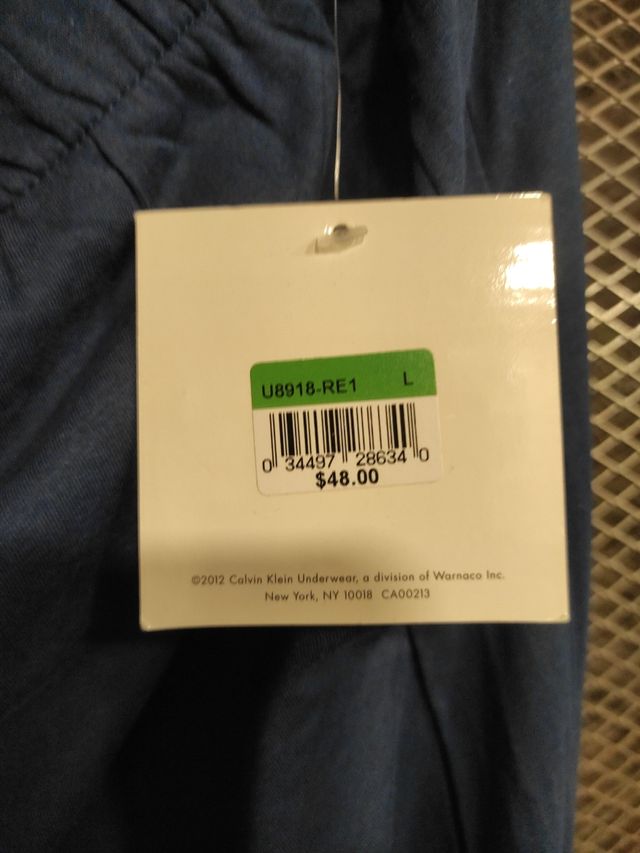 U8918-RE1 L
0 34497 28634 0
$48.00
©2012 Calvin Klein Underwear, a division of Warnaco Inc.
New York, NY 10018 CA00213